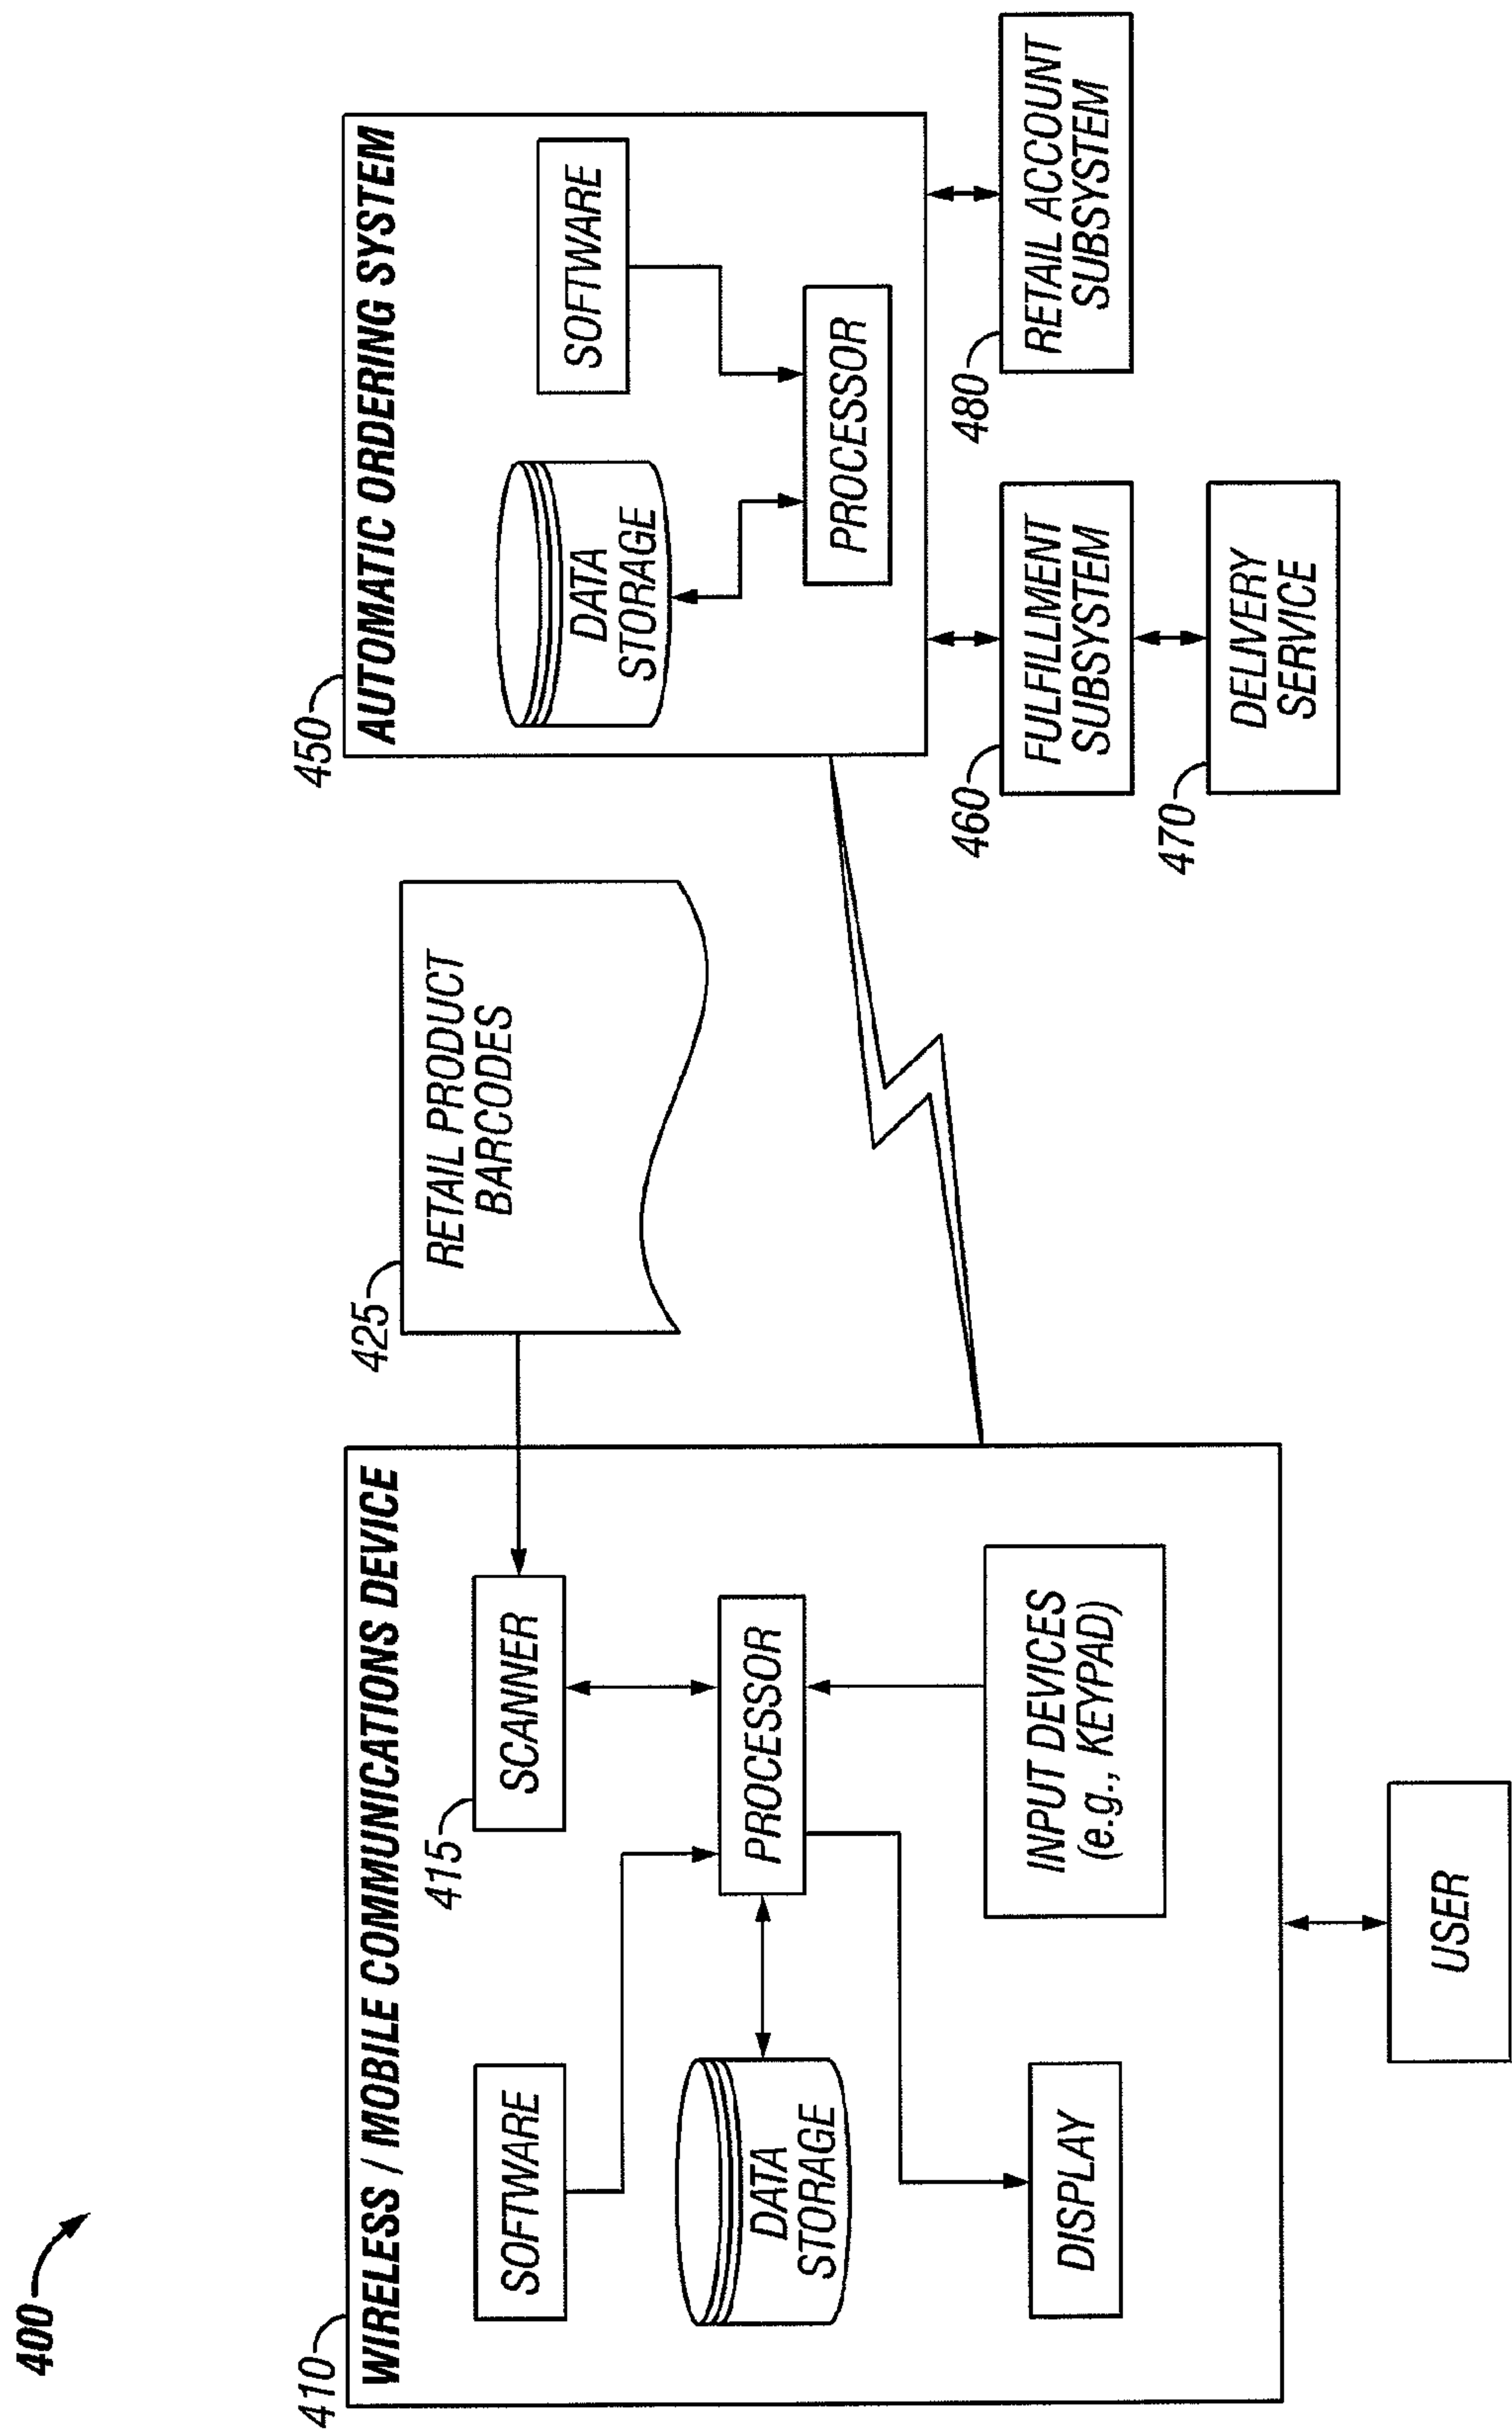 400
410
WIRELESS / MOBILE COMMUNICATIONS DEVICE
SOFTWARE
415
SCANNER
DATA
STORAGE
PROCESSOR
DISPLAY
INPUT DEVICES
(e.g., KEYPAD)
USER
425
RETAIL PRODUCT
BARCODES
450
AUTOMATIC ORDERING SYSTEM
DATA
STORAGE
SOFTWARE
PROCESSOR
460
FULFILLMENT
SUBSYSTEM
470
DELIVERY
SERVICE
480
RETAIL ACCOUNT
SUBSYSTEM